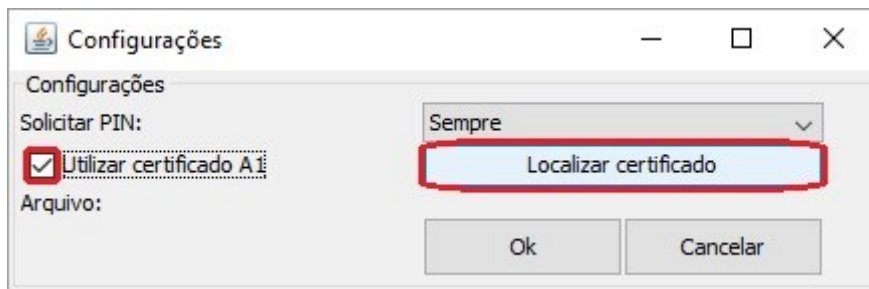 Configurações
Configurações
Solicitar PIN: Sempre
Utilizar certificado A1 Localizar certificado
Arquivo:
Ok Cancelar